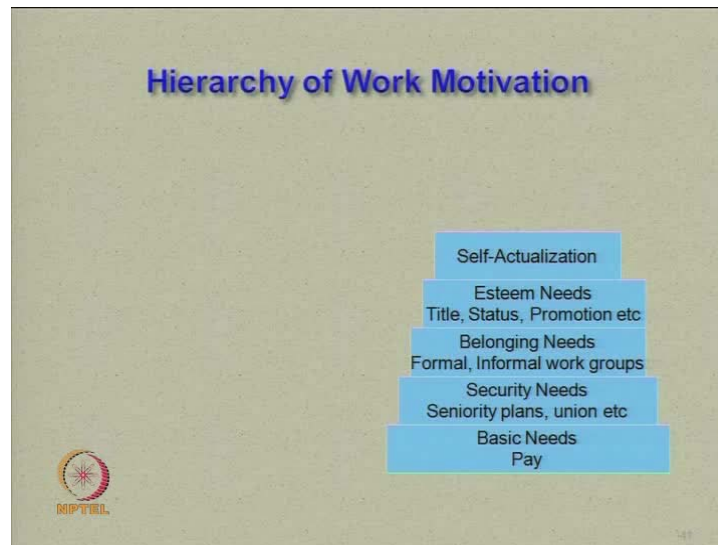 Hierarchy of Work Motivation
Self-Actualization
Esteem Needs
Title, Status, Promotion etc
Belonging Needs
Formal, Informal work groups
Security Needs
Seniority plans, union etc
Basic Needs
Pay
NPTEL